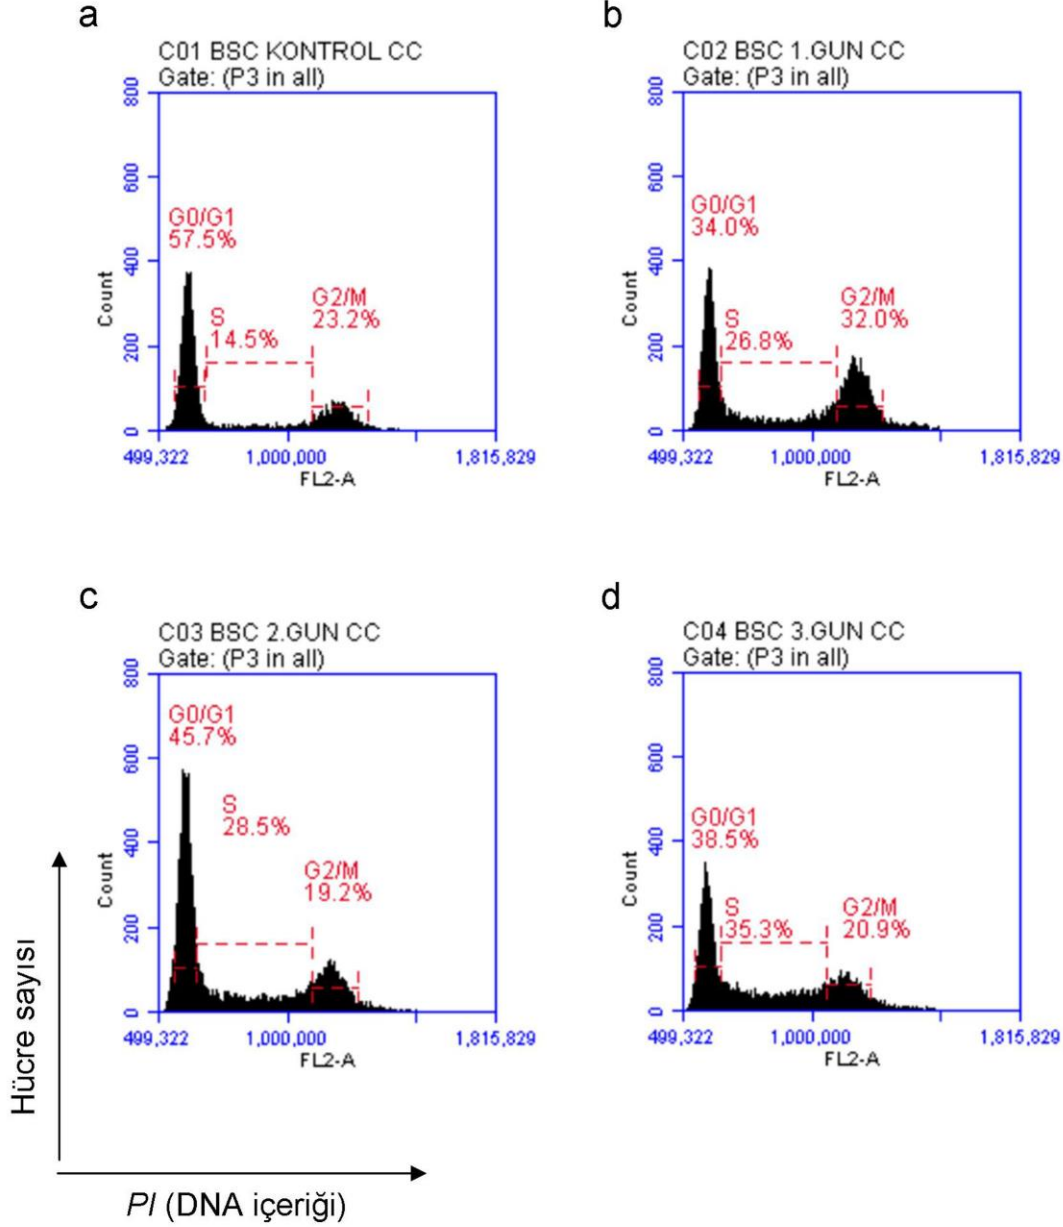 a
C01 BSC KONTROL CC
Gate: (P3 in all)
800
600
400
200
0
Count
G0/G1
57.5%
S
14.5%
G2/M
23.2%
499,322
1,000,000
1,815,829
FL2-A
b
C02 BSC 1.GUN CC
Gate: (P3 in all)
800
600
400
200
0
Count
G0/G1
34.0%
S
26.8%
G2/M
32.0%
499,322
1,000,000
1,815,829
FL2-A
c
C03 BSC 2.GUN CC
Gate: (P3 in all)
800
600
400
200
0
Count
G0/G1
45.7%
S
28.5%
G2/M
19.2%
499,322
1,000,000
1,815,829
FL2-A
d
C04 BSC 3.GUN CC
Gate: (P3 in all)
800
600
400
200
0
Count
G0/G1
38.5%
S
35.3%
G2/M
20.9%
499,322
1,000,000
1,815,829
FL2-A
Hücre sayısı
PI (DNA içeriği)